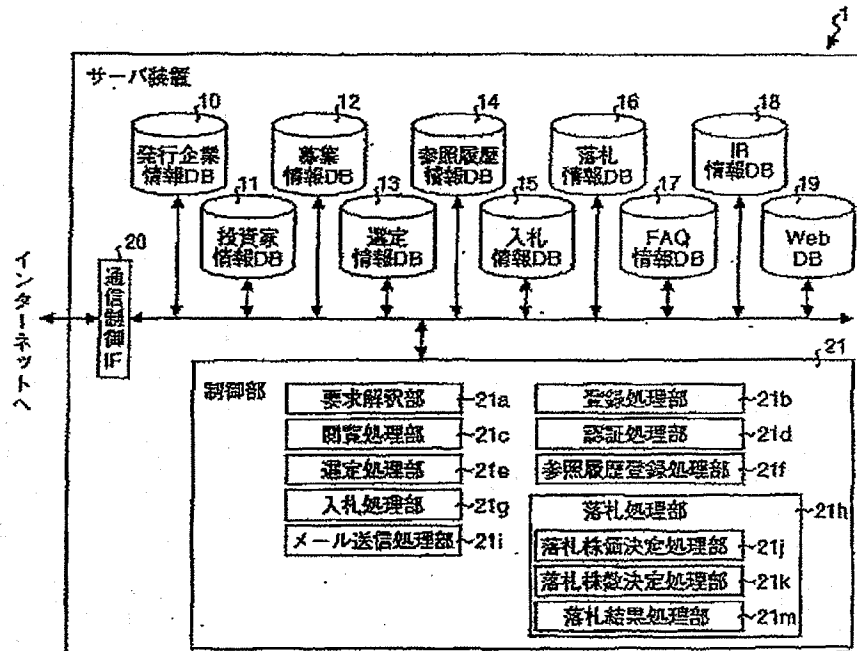 1
サーバ装置
10
発行企業
情報DB
12
募集
情報DB
14
参照履歴
情報DB
16
落札
情報DB
18
IR
情報DB
11
投資家
情報DB
13
選定
情報DB
15
入札
情報DB
17
FAQ
情報DB
19
Web
DB
20
通信制御IF
インターネットへ
21
制御部
要求解釈部
21a
登録処理部
21b
閲覧処理部
21c
認証処理部
21d
選定処理部
21e
参照履歴登録処理部
21f
入札処理部
21g
落札処理部
21h
メール送信処理部
21i
落札株価決定処理部
21j
落札株数決定処理部
21k
落札結果処理部
21m